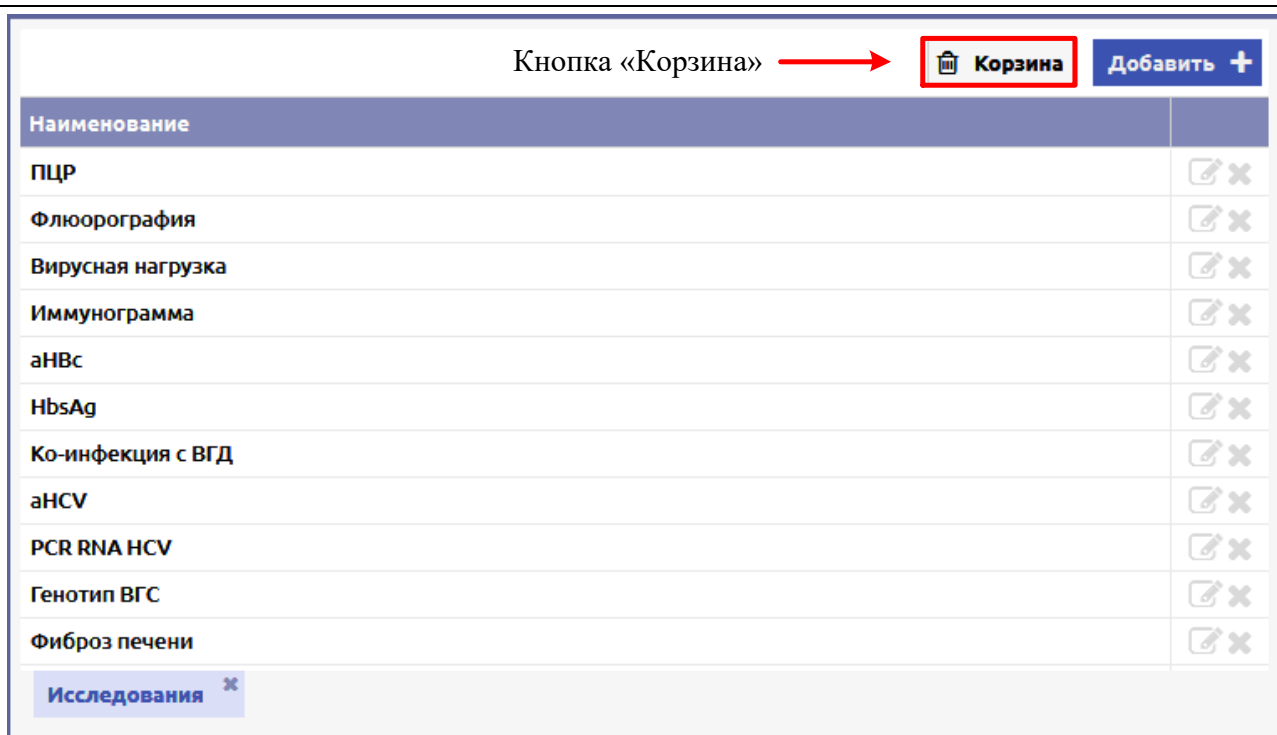 Кнопка «Корзина» Корзина Добавить +
Наименование
ПЦР
Флюорография
Вирусная нагрузка
Иммунограмма
aHBc
HbsAg
Ко-инфекция с ВГД
aHCV
PCR RNA HCV
Генотип ВГС
Фиброз печени
Исследования